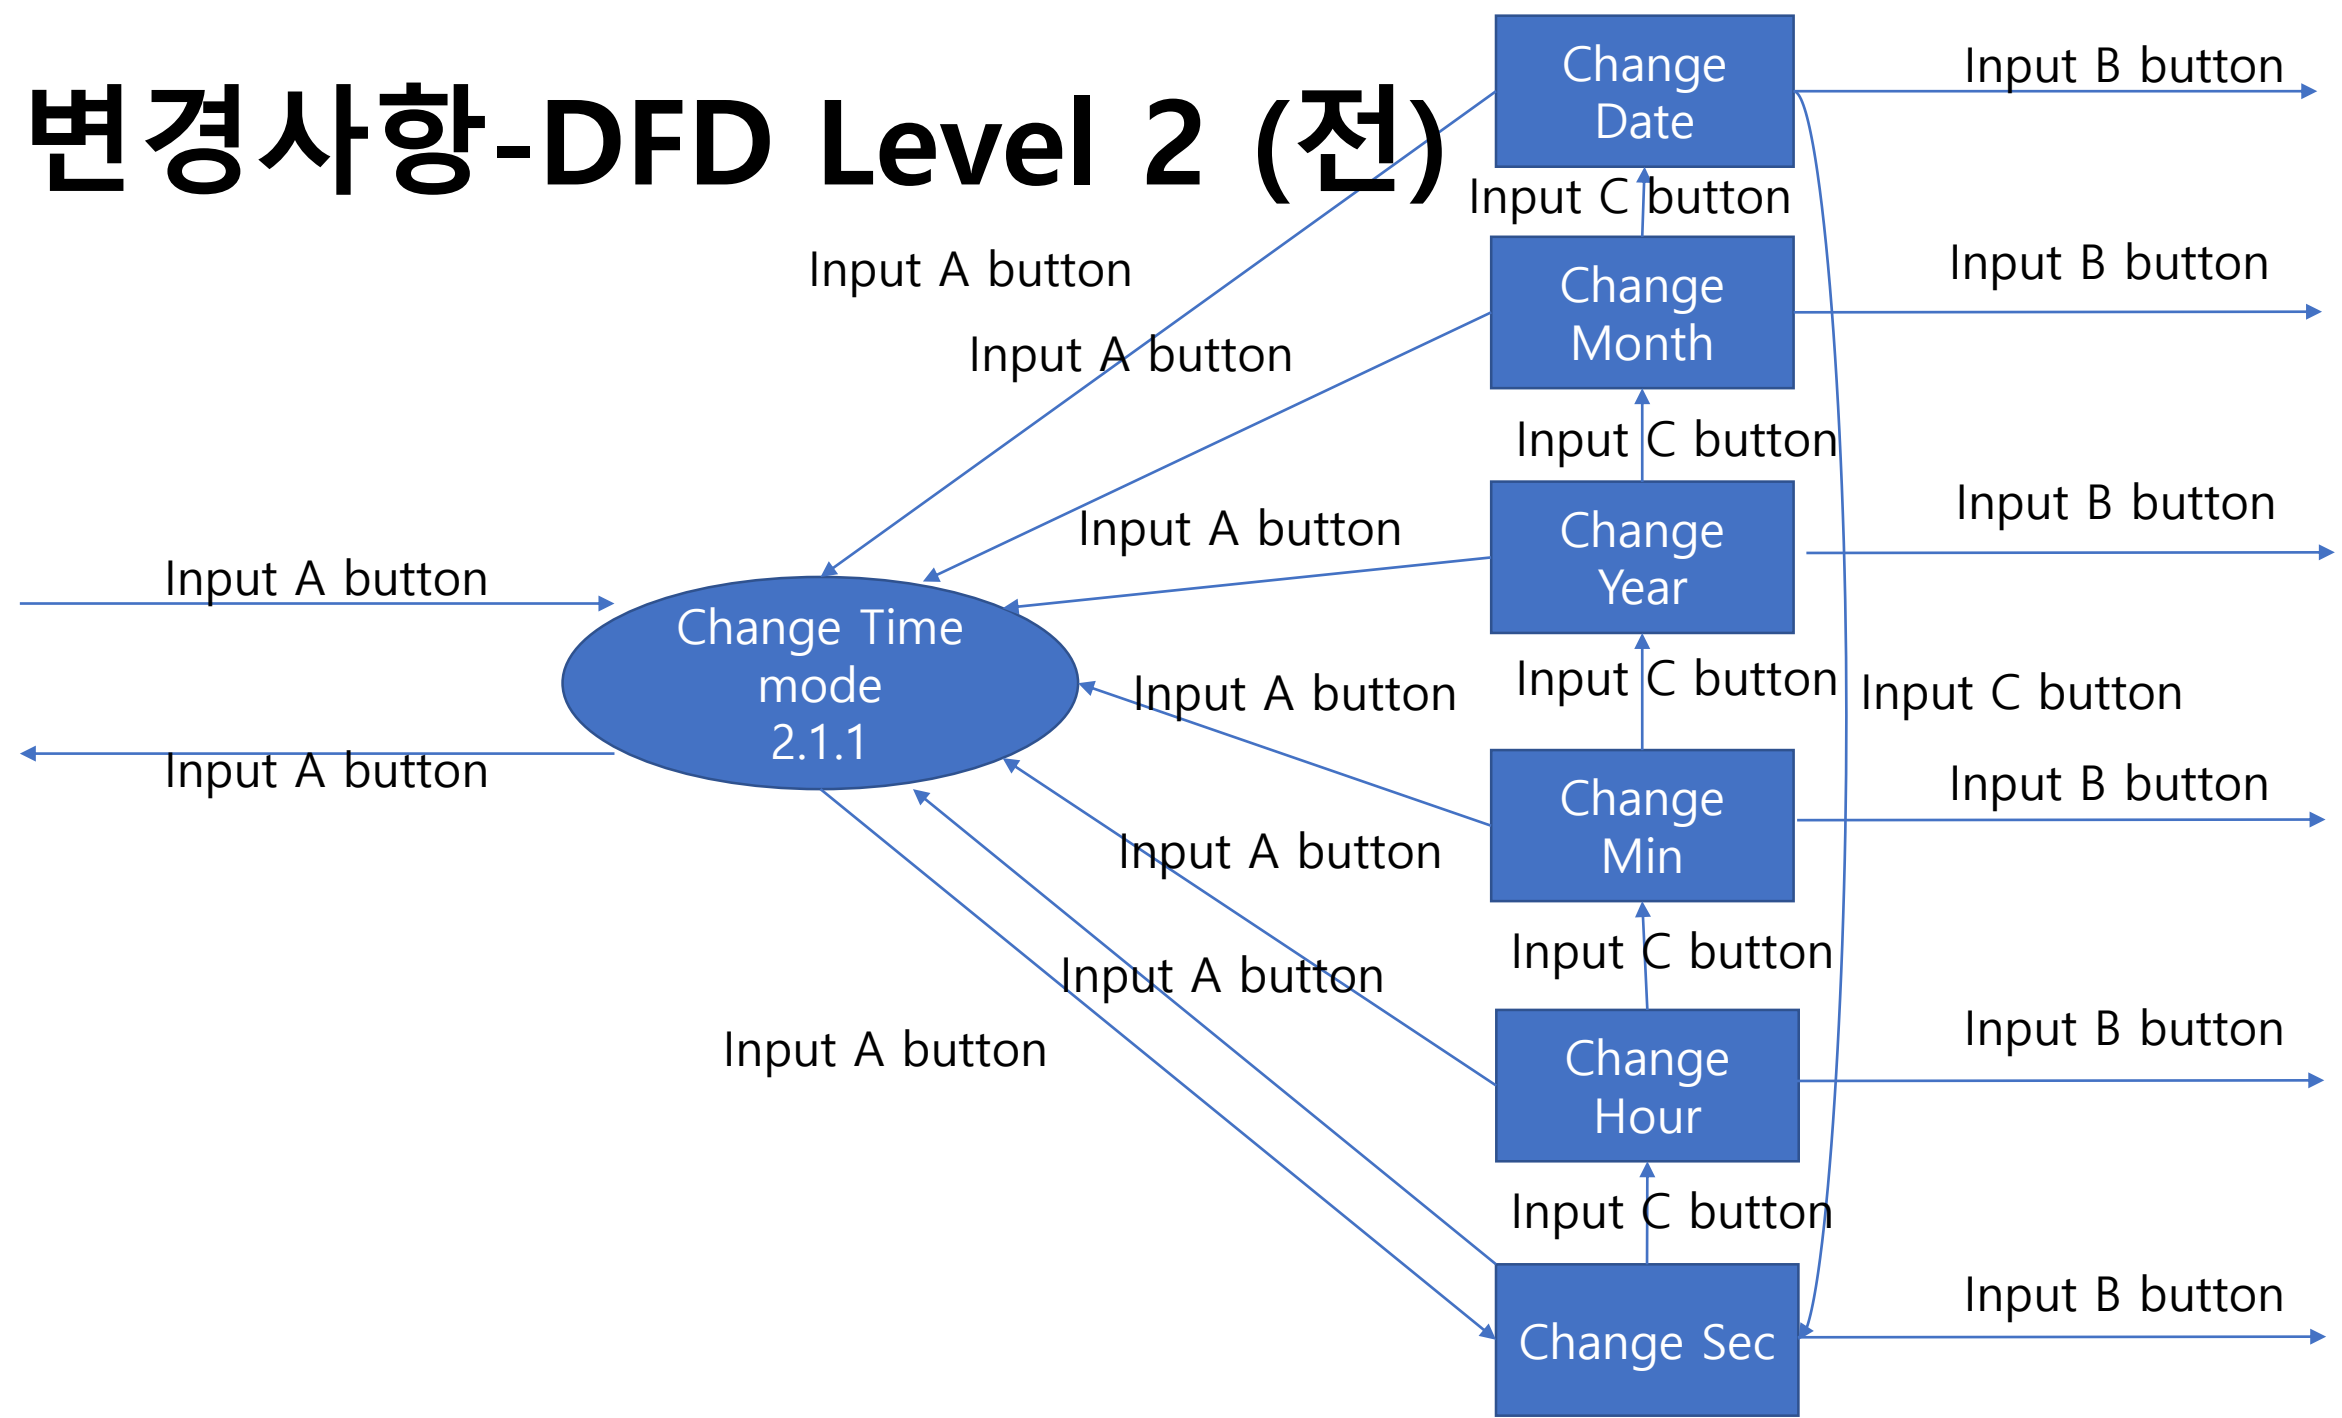 변경사항-DFD Level 2 (전)
Change
Date
Input B button
Input C button
Input A button
Change
Month
Input B button
Input A button
Input C button
Change
Year
Input B button
Input A button
Input A button
Change Time
mode
2.1.1
Input A button
Input C button
Input A button
Input C button
Change
Min
Input B button
Input A button
Input C button
Input A button
Change
Hour
Input B button
Input A button
Input C button
Change Sec
Input B button